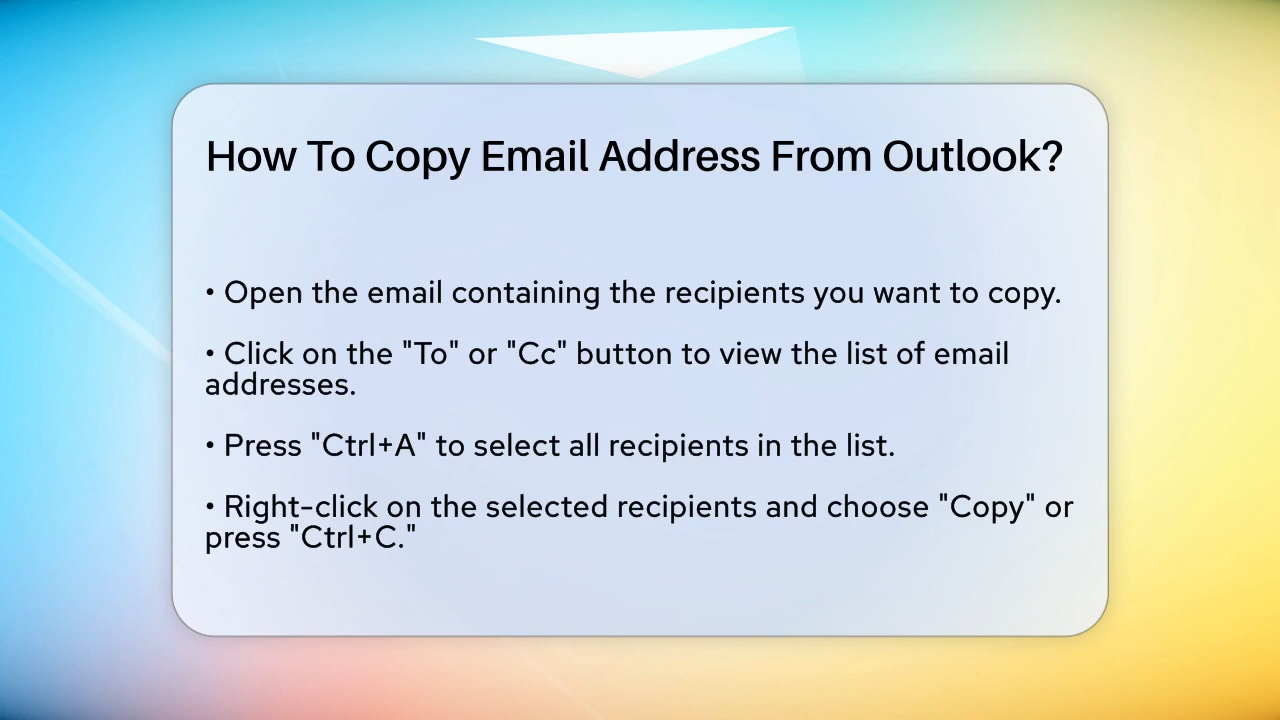 How To Copy Email Address From Outlook?
• Open the email containing the recipients you want to copy.
• Click on the "To" or "Cc" button to view the list of email
addresses.
• Press "Ctrl+A" to select all recipients in the list.
• Right-click on the selected recipients and choose "Copy" or
press "Ctrl+C."